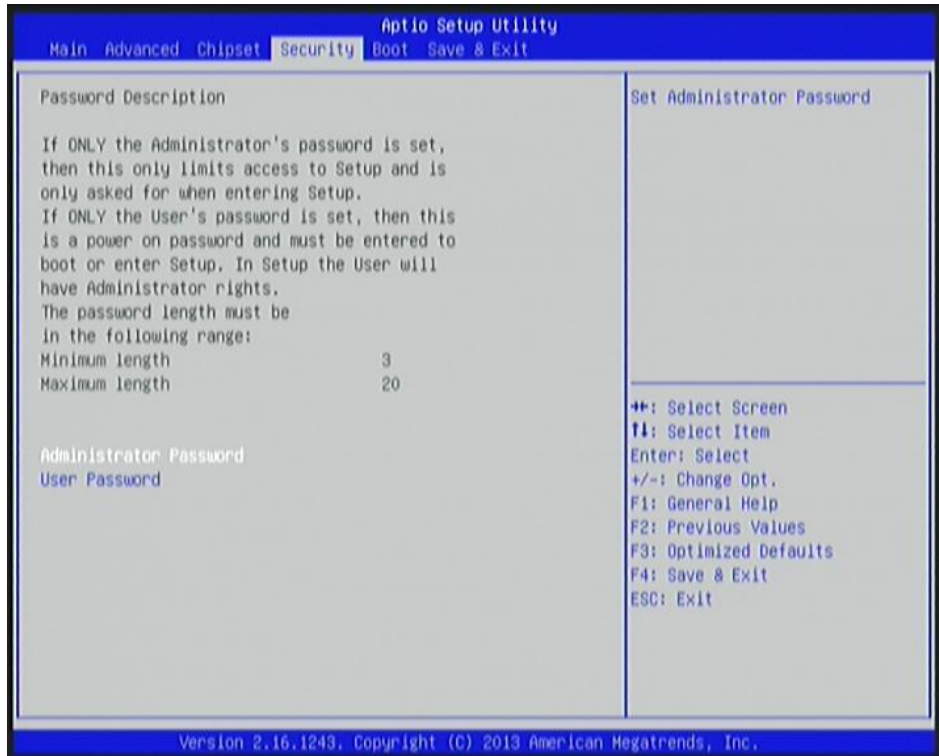 Aptio Setup Utility
Main Advanced Chipset Security Boot Save & Exit
Password Description
If ONLY the Administrator's password is set,
then this only limits access to Setup and is
only asked for when entering Setup.
If ONLY the User's password is set, then this
is a power on password and must be entered to
boot or enter Setup. In Setup the User will
have Administrator rights.
The password length must be
in the following range:
Minimum length 3
Maximum length 20
Administrator Password
User Password
Set Administrator Password
→←: Select Screen
↑↓: Select Item
Enter: Select
+/-: Change Opt.
F1: General Help
F2: Previous Values
F3: Optimized Defaults
F4: Save & Exit
ESC: Exit
Version 2.16.1243. Copyright (C) 2013 American Megatrends, Inc.